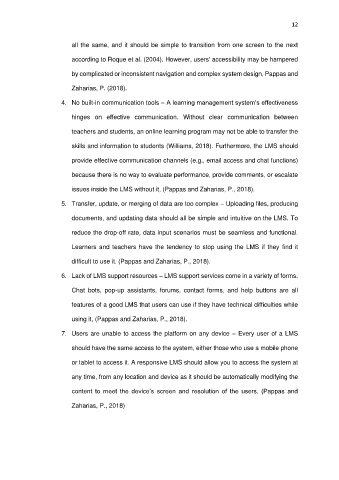 12
all the same, and it should be simple to transition from one screen to the next
according to Roque et al. (2004). However, users' accessibility may be hampered
by complicated or inconsistent navigation and complex system design, Pappas and
Zaharias, P. (2018).
4. No built-in communication tools – A learning management system's effectiveness
hinges on effective communication. Without clear communication between
teachers and students, an online learning program may not be able to transfer the
skills and information to students (Williams, 2018). Furthermore, the LMS should
provide effective communication channels (e.g., email access and chat functions)
because there is no way to evaluate performance, provide comments, or escalate
issues inside the LMS without it, (Pappas and Zaharias, P., 2018).
5. Transfer, update, or merging of data are too complex – Uploading files, producing
documents, and updating data should all be simple and intuitive on the LMS. To
reduce the drop-off rate, data input scenarios must be seamless and functional.
Learners and teachers have the tendency to stop using the LMS if they find it
difficult to use it. (Pappas and Zaharias, P., 2018).
6. Lack of LMS support resources – LMS support services come in a variety of forms.
Chat bots, pop-up assistants, forums, contact forms, and help buttons are all
features of a good LMS that users can use if they have technical difficulties while
using it, (Pappas and Zaharias, P., 2018).
7. Users are unable to access the platform on any device – Every user of a LMS
should have the same access to the system, either those who use a mobile phone
or tablet to access it. A responsive LMS should allow you to access the system at
any time, from any location and device as it should be automatically modifying the
content to meet the device's screen and resolution of the users, (Pappas and
Zaharias, P., 2018)